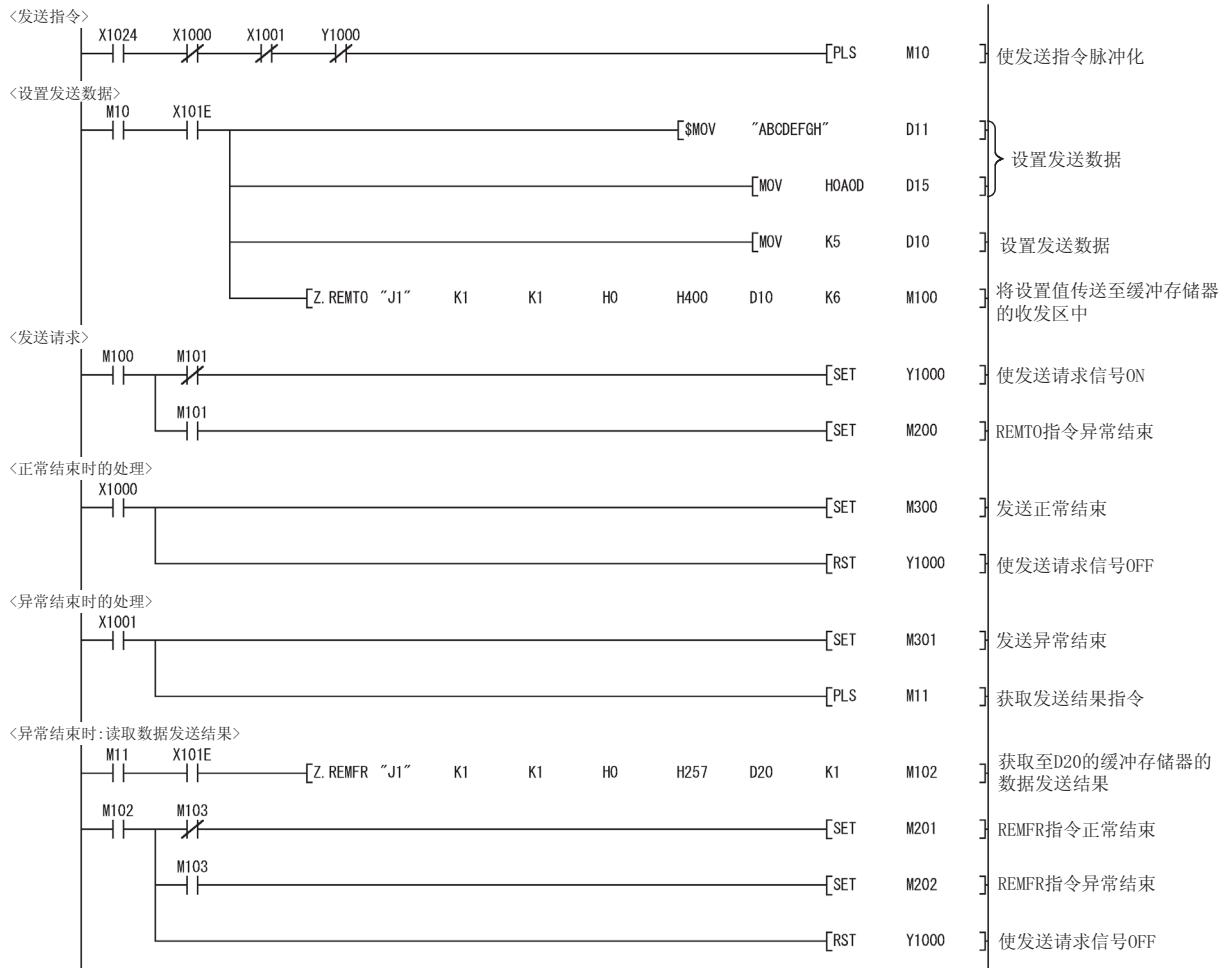 <发送指令>
X1024 X1000 X1001 Y1000
[PLS M10 ] 使发送指令脉冲化
<设置发送数据>
M10 X101E
[$MOV "ABCDEFGH" D11 ]
设置发送数据
[MOV H0A0D D15 ]
[MOV K5 D10 ] 设置发送数据
[Z.REMTO "J1" K1 K1 H0 H400 D10 K6 M100 ] 将设置值传送至缓冲存储器
的收发区中
<发送请求>
M100 M101
[SET Y1000 ] 使发送请求信号ON
M101
[SET M200 ] REMTO指令异常结束
<正常结束时的处理>
X1000
[SET M300 ] 发送正常结束
[RST Y1000 ] 使发送请求信号OFF
<异常结束时的处理>
X1001
[SET M301 ] 发送异常结束
[PLS M11 ] 获取发送结果指令
<异常结束时:读取数据发送结果>
M11 X101E
[Z.REMFR "J1" K1 K1 H0 H257 D20 K1 M102 ] 获取至D20的缓冲存储器的
数据发送结果
M102 M103
[SET M201 ] REMFR指令正常结束
M103
[SET M202 ] REMFR指令异常结束
[RST Y1000 ] 使发送请求信号OFF